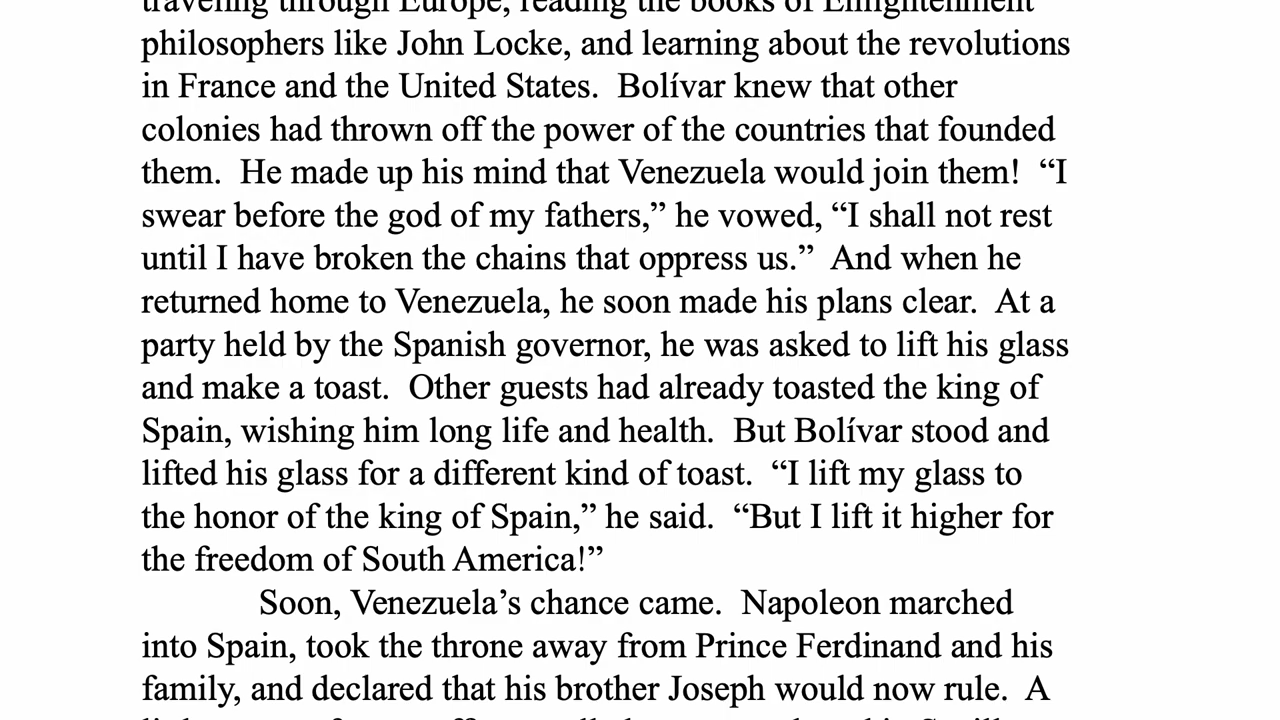 traveling through Europe, reading the books of Enlightenment
philosophers like John Locke, and learning about the revolutions
in France and the United States.  Bolívar knew that other
colonies had thrown off the power of the countries that founded
them.  He made up his mind that Venezuela would join them!  “I
swear before the god of my fathers,” he vowed, “I shall not rest
until I have broken the chains that oppress us.”  And when he
returned home to Venezuela, he soon made his plans clear.  At a
party held by the Spanish governor, he was asked to lift his glass
and make a toast.  Other guests had already toasted the king of
Spain, wishing him long life and health.  But Bolívar stood and
lifted his glass for a different kind of toast.  “I lift my glass to
the honor of the king of Spain,” he said.  “But I lift it higher for
the freedom of South America!”
Soon, Venezuela’s chance came.  Napoleon marched
into Spain, took the throne away from Prince Ferdinand and his
family, and declared that his brother Joseph would now rule.  A